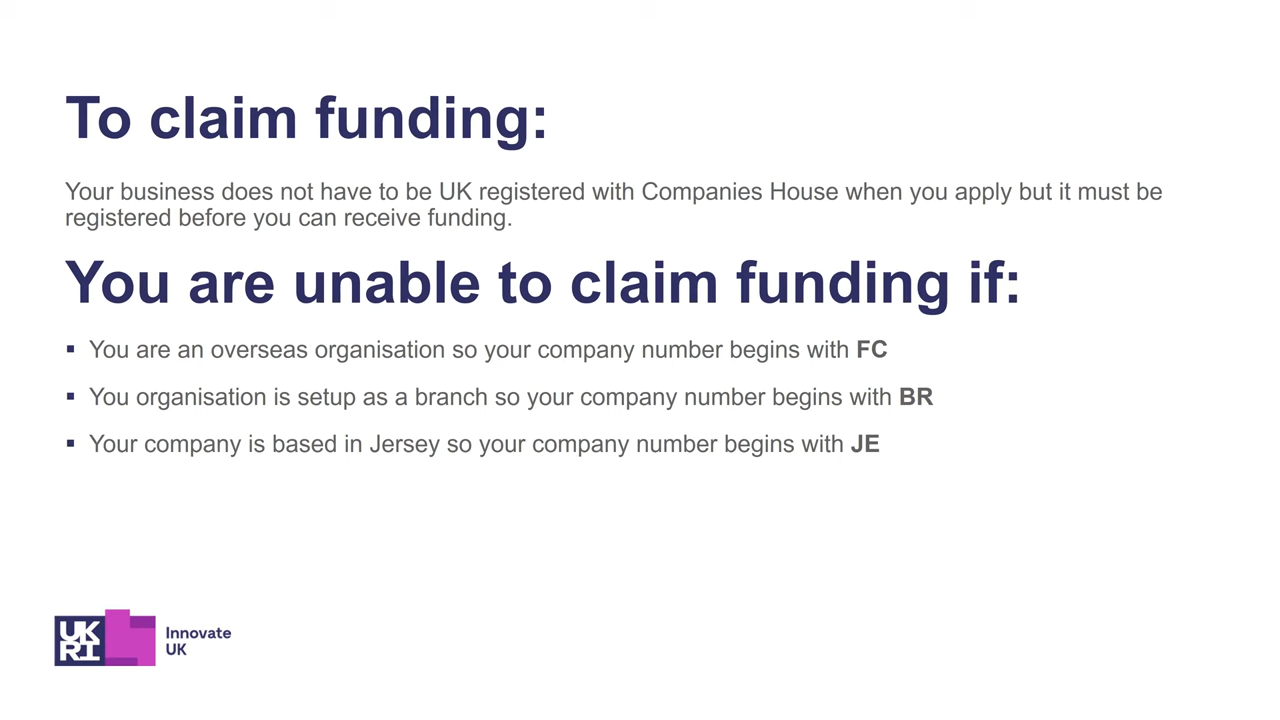 To claim funding:
Your business does not have to be UK registered with Companies House when you apply but it must be
registered before you can receive funding.
You are unable to claim funding if:
▪ You are an overseas organisation so your company number begins with FC
▪ You organisation is setup as a branch so your company number begins with BR
▪ Your company is based in Jersey so your company number begins with JE
UK
RI
Innovate
UK